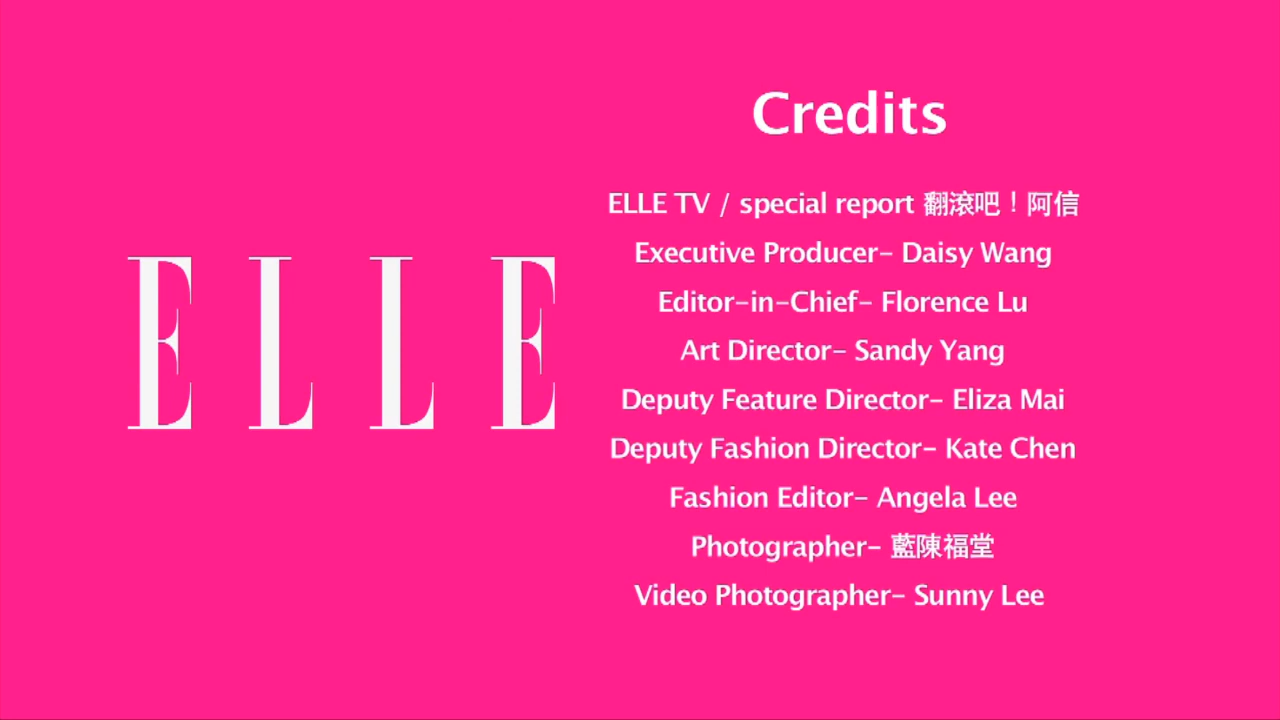 ELLE
Credits
ELLE TV / special report 翻滾吧！阿信
Executive Producer- Daisy Wang
Editor-in-Chief- Florence Lu
Art Director- Sandy Yang
Deputy Feature Director- Eliza Mai
Deputy Fashion Director- Kate Chen
Fashion Editor- Angela Lee
Photographer- 藍陳福堂
Video Photographer- Sunny Lee